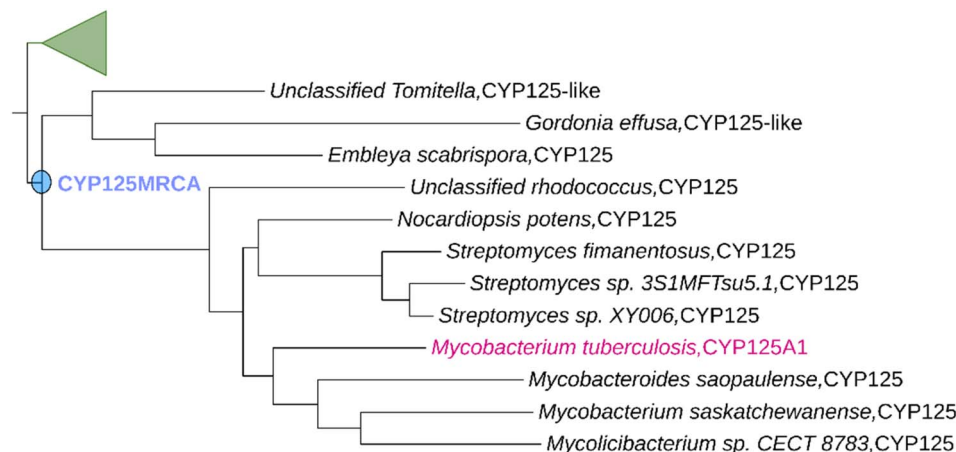 Unclassified Tomitella,CYP125-like
Gordonia effusa,CYP125-like
Embleya scabrispora,CYP125
CYP125MRCA
Unclassified rhodococcus,CYP125
Nocardiopsis potens,CYP125
Streptomyces fimanentosus,CYP125
Streptomyces sp. 3S1MFTsu5.1,CYP125
Streptomyces sp. XY006,CYP125
Mycobacterium tuberculosis,CYP125A1
Mycobacteroides saopaulense,CYP125
Mycobacterium saskatchewanense,CYP125
Mycolicibacterium sp. CECT 8783,CYP125